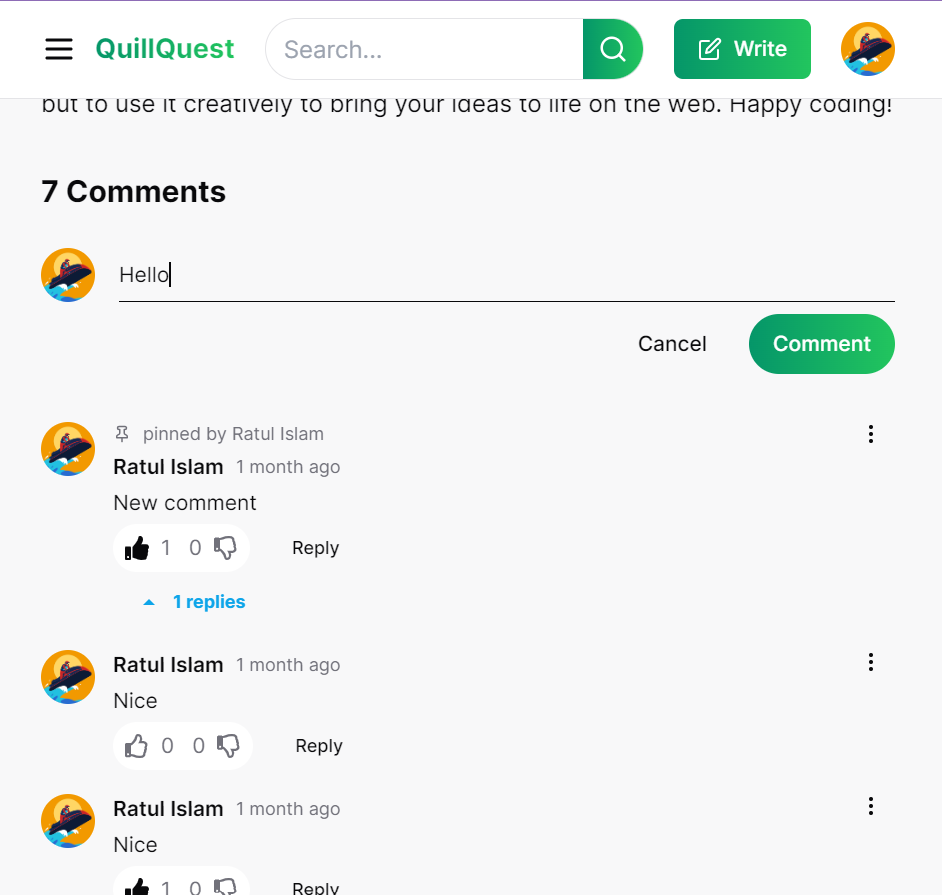 QuillQuest
Search...
Write
but to use it creatively to bring your ideas to life on the web. Happy coding!
7 Comments
Hello
Cancel
Comment
pinned by Ratul Islam
Ratul Islam 1 month ago
New comment
1 0 Reply
1 replies
Ratul Islam 1 month ago
Nice
0 0 Reply
Ratul Islam 1 month ago
Nice
1 0 Reply